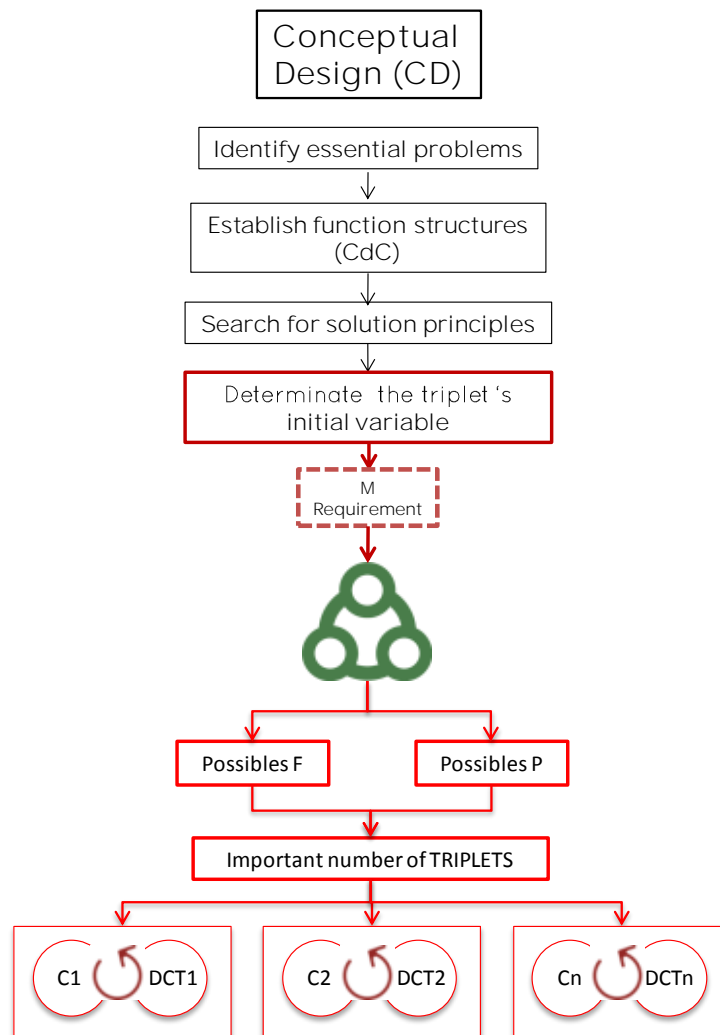 Conceptual
Design (CD)
Identify essential problems
Establish function structures
(CdC)
Search for solution principles
Determinate the triplet ‘s
initial variable
M
Requirement
Possibles F
Possibles P
Important number of TRIPLETS
C1
DCT1
C2
DCT2
Cn
DCTn